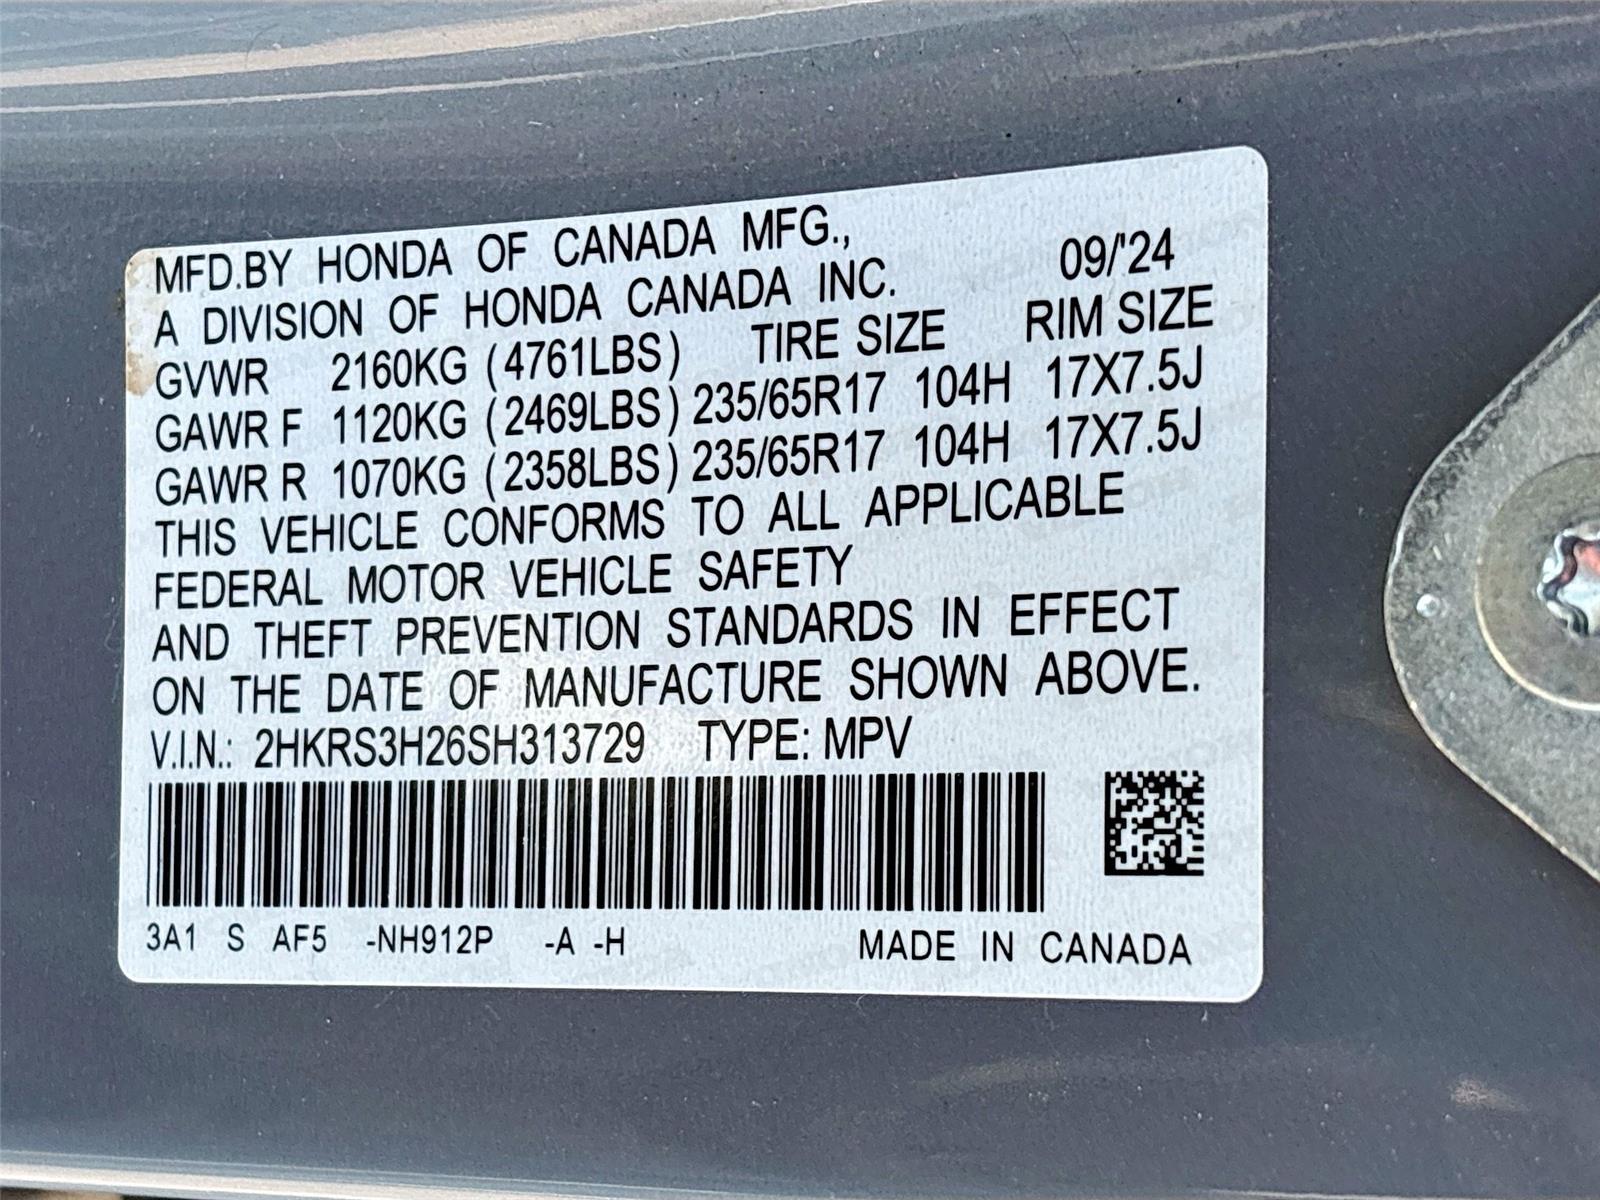 MFD.BY HONDA OF CANADA MFG.,
A DIVISION OF HONDA CANADA INC. 09/'24
GVWR 2160KG (4761LBS) TIRE SIZE RIM SIZE
GAWR F 1120KG (2469LBS) 235/65R17 104H 17X7.5J
GAWR R 1070KG (2358LBS) 235/65R17 104H 17X7.5J
THIS VEHICLE CONFORMS TO ALL APPLICABLE
FEDERAL MOTOR VEHICLE SAFETY
AND THEFT PREVENTION STANDARDS IN EFFECT
ON THE DATE OF MANUFACTURE SHOWN ABOVE.
V.I.N.: 2HKRS3H26SH313729 TYPE: MPV
3A1 S AF5 -NH912P -A -H MADE IN CANADA